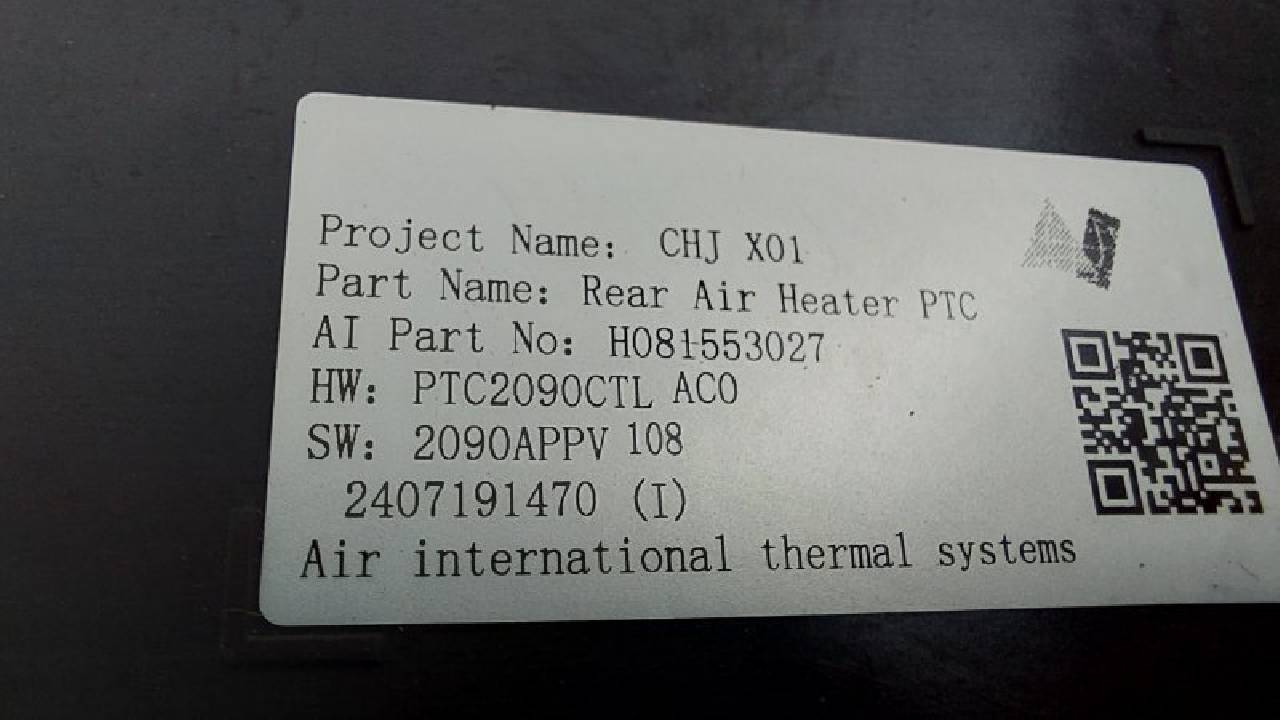 Project Name: CHJ X01
Part Name: Rear Air Heater PTC
AI Part No: H081553027
HW: PTC2090CTL AC0
SW: 2090APPV 108
2407191470 (I)
Air international thermal systems